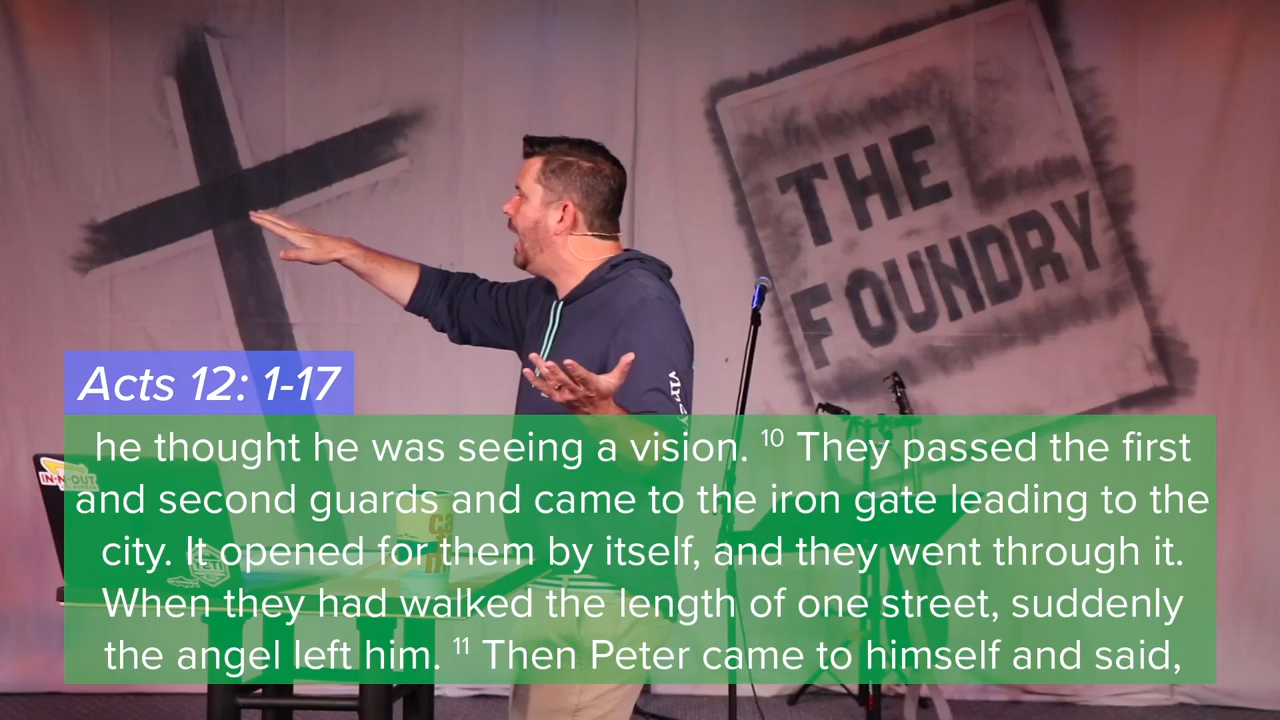 THE
FOUNDRY
Acts 12: 1-17
he thought he was seeing a vision. ¹⁰ They passed the first
and second guards and came to the iron gate leading to the
city. It opened for them by itself, and they went through it.
When they had walked the length of one street, suddenly
the angel left him. ¹¹ Then Peter came to himself and said,
IN-N-OUT
YETI